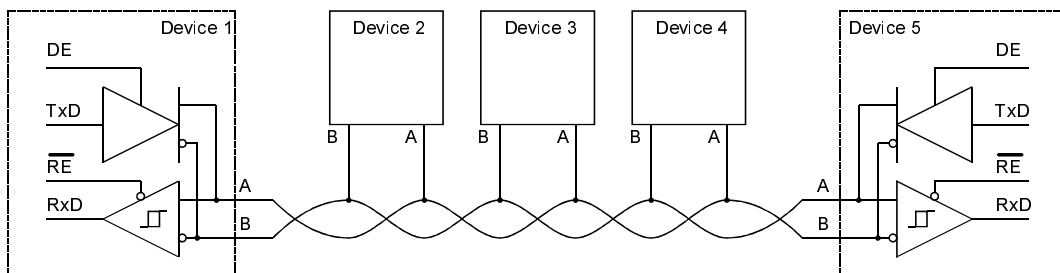 Device 1
DE
TxD
RE
RxD
A
B
Device 2
B
A
Device 3
B
A
Device 4
B
A
Device 5
DE
TxD
RE
RxD
A
B